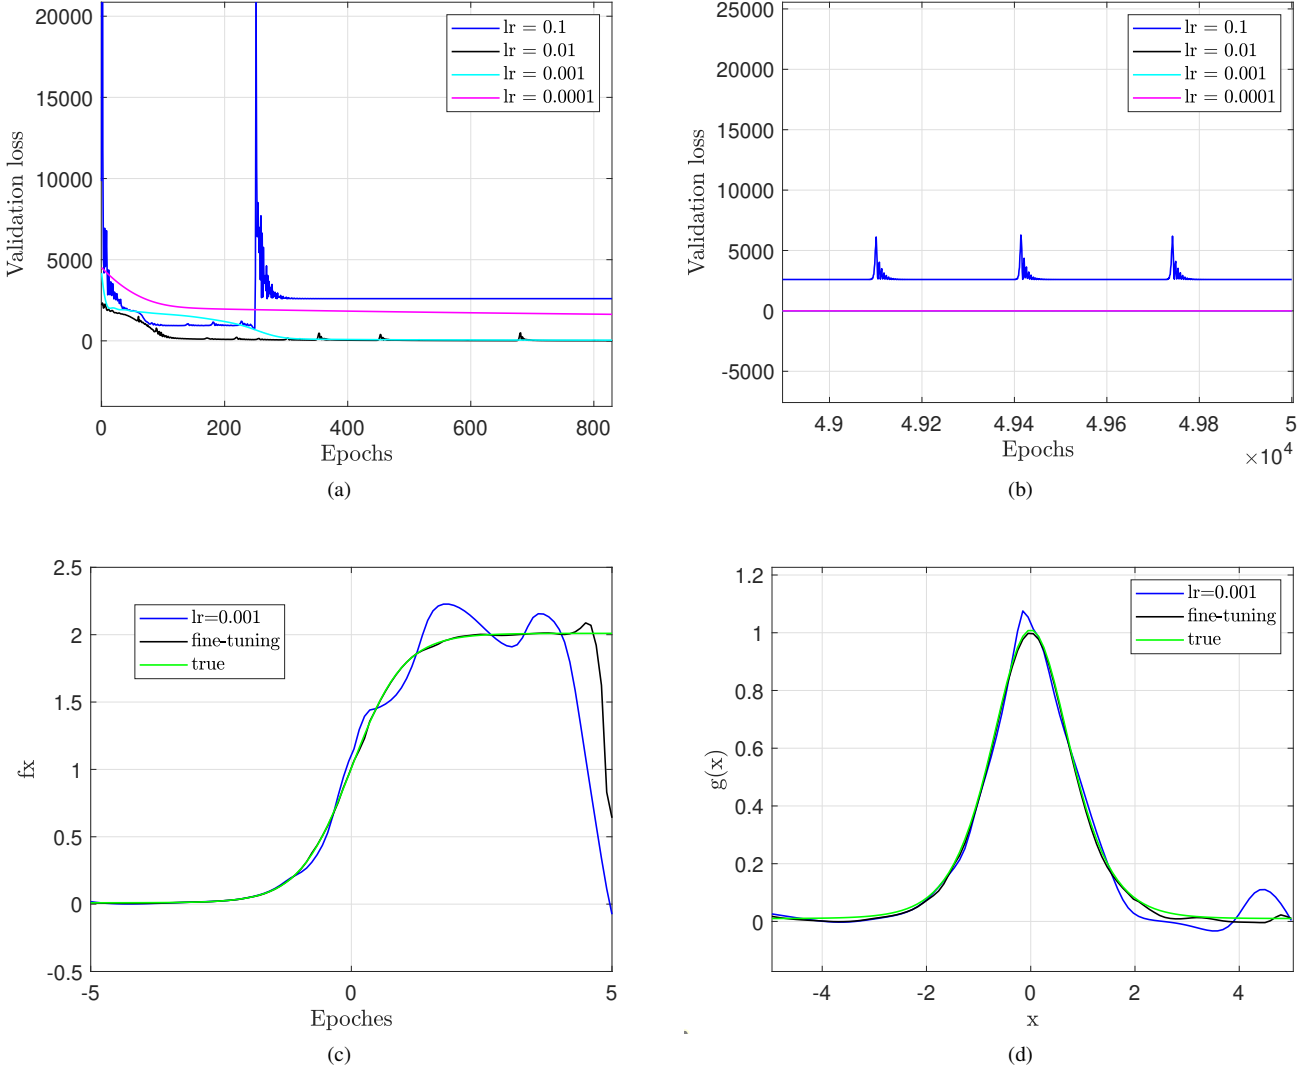 20000
15000
10000
5000
0
Validation loss
0
200
400
600
800
Epochs
lr = 0.1
lr = 0.01
lr = 0.001
lr = 0.0001
(a)
25000
20000
15000
10000
5000
0
-5000
Validation loss
4.9
4.92
4.94
4.96
4.98
5
×10⁴
Epochs
lr = 0.1
lr = 0.01
lr = 0.001
lr = 0.0001
(b)
2.5
2
1.5
1
0.5
0
-0.5
fx
-5
0
5
Epoches
lr=0.001
fine-tuning
true
(c)
1.2
1
0.8
0.6
0.4
0.2
0
g(x)
-4
-2
0
2
4
x
lr=0.001
fine-tuning
true
(d)